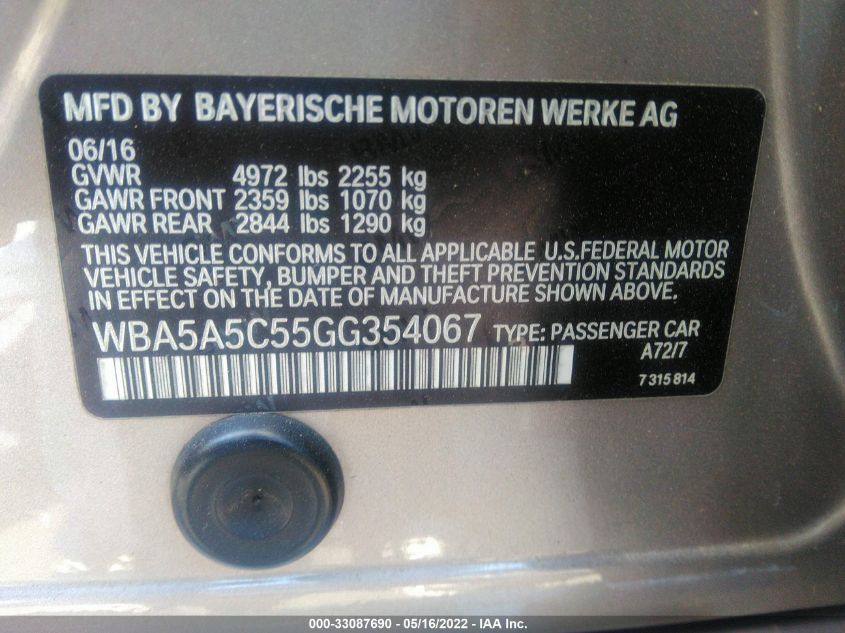 MFD BY BAYERISCHE MOTOREN WERKE AG
06/16
GVWR 4972 lbs 2255 kg
GAWR FRONT 2359 lbs 1070 kg
GAWR REAR 2844 lbs 1290 kg
THIS VEHICLE CONFORMS TO ALL APPLICABLE U.S.FEDERAL MOTOR
VEHICLE SAFETY, BUMPER AND THEFT PREVENTION STANDARDS
IN EFFECT ON THE DATE OF MANUFACTURE SHOWN ABOVE.
WBA5A5C55GG354067 TYPE: PASSENGER CAR
A72/7
7 315 814
000-33087690 - 05/16/2022 - IAA Inc.